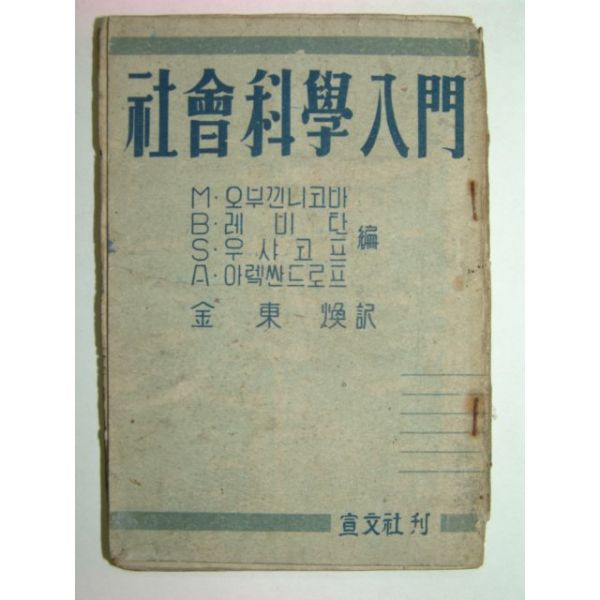 社會科學入門
M·오부낀니코바
B·레비탄
S·우샤코프 編
A·아렉싼드로프
金東煥訳
宣文社刊